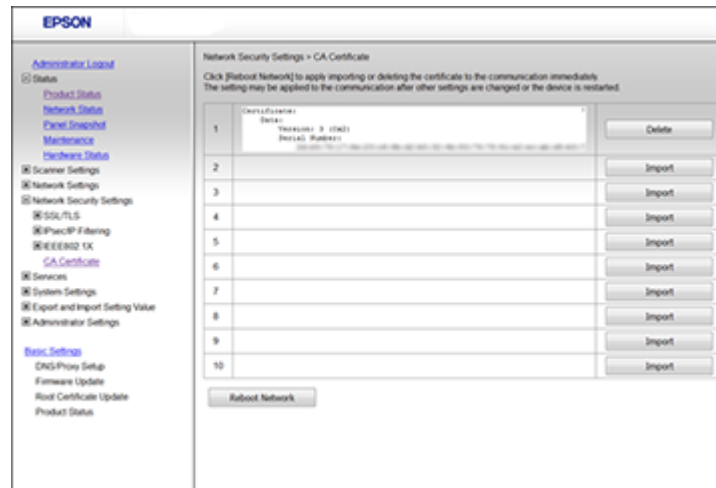 EPSON
Administrator Logout
Status
Product Status
Network Status
Panel Snapshot
Maintenance
Hardware Status
Scanner Settings
Network Settings
Network Security Settings
SSL/TLS
IPsec/IP Filtering
IEEE802.1X
CA Certificate
Services
System Settings
Export and Import Setting Value
Administrator Settings
Basic Settings
DNS/Proxy Setup
Firmware Update
Root Certificate Update
Product Status
Network Security Settings > CA Certificate
Click [Reboot Network] to apply importing or deleting the certificate to the communication immediately.
The setting may be applied to the communication after other settings are changed or the device is restarted.
1
Certificate:
Data:
Version: 3 (0x2)
Serial Number:
Delete
2 Import
3 Import
4 Import
5 Import
6 Import
7 Import
8 Import
9 Import
10 Import
Reboot Network